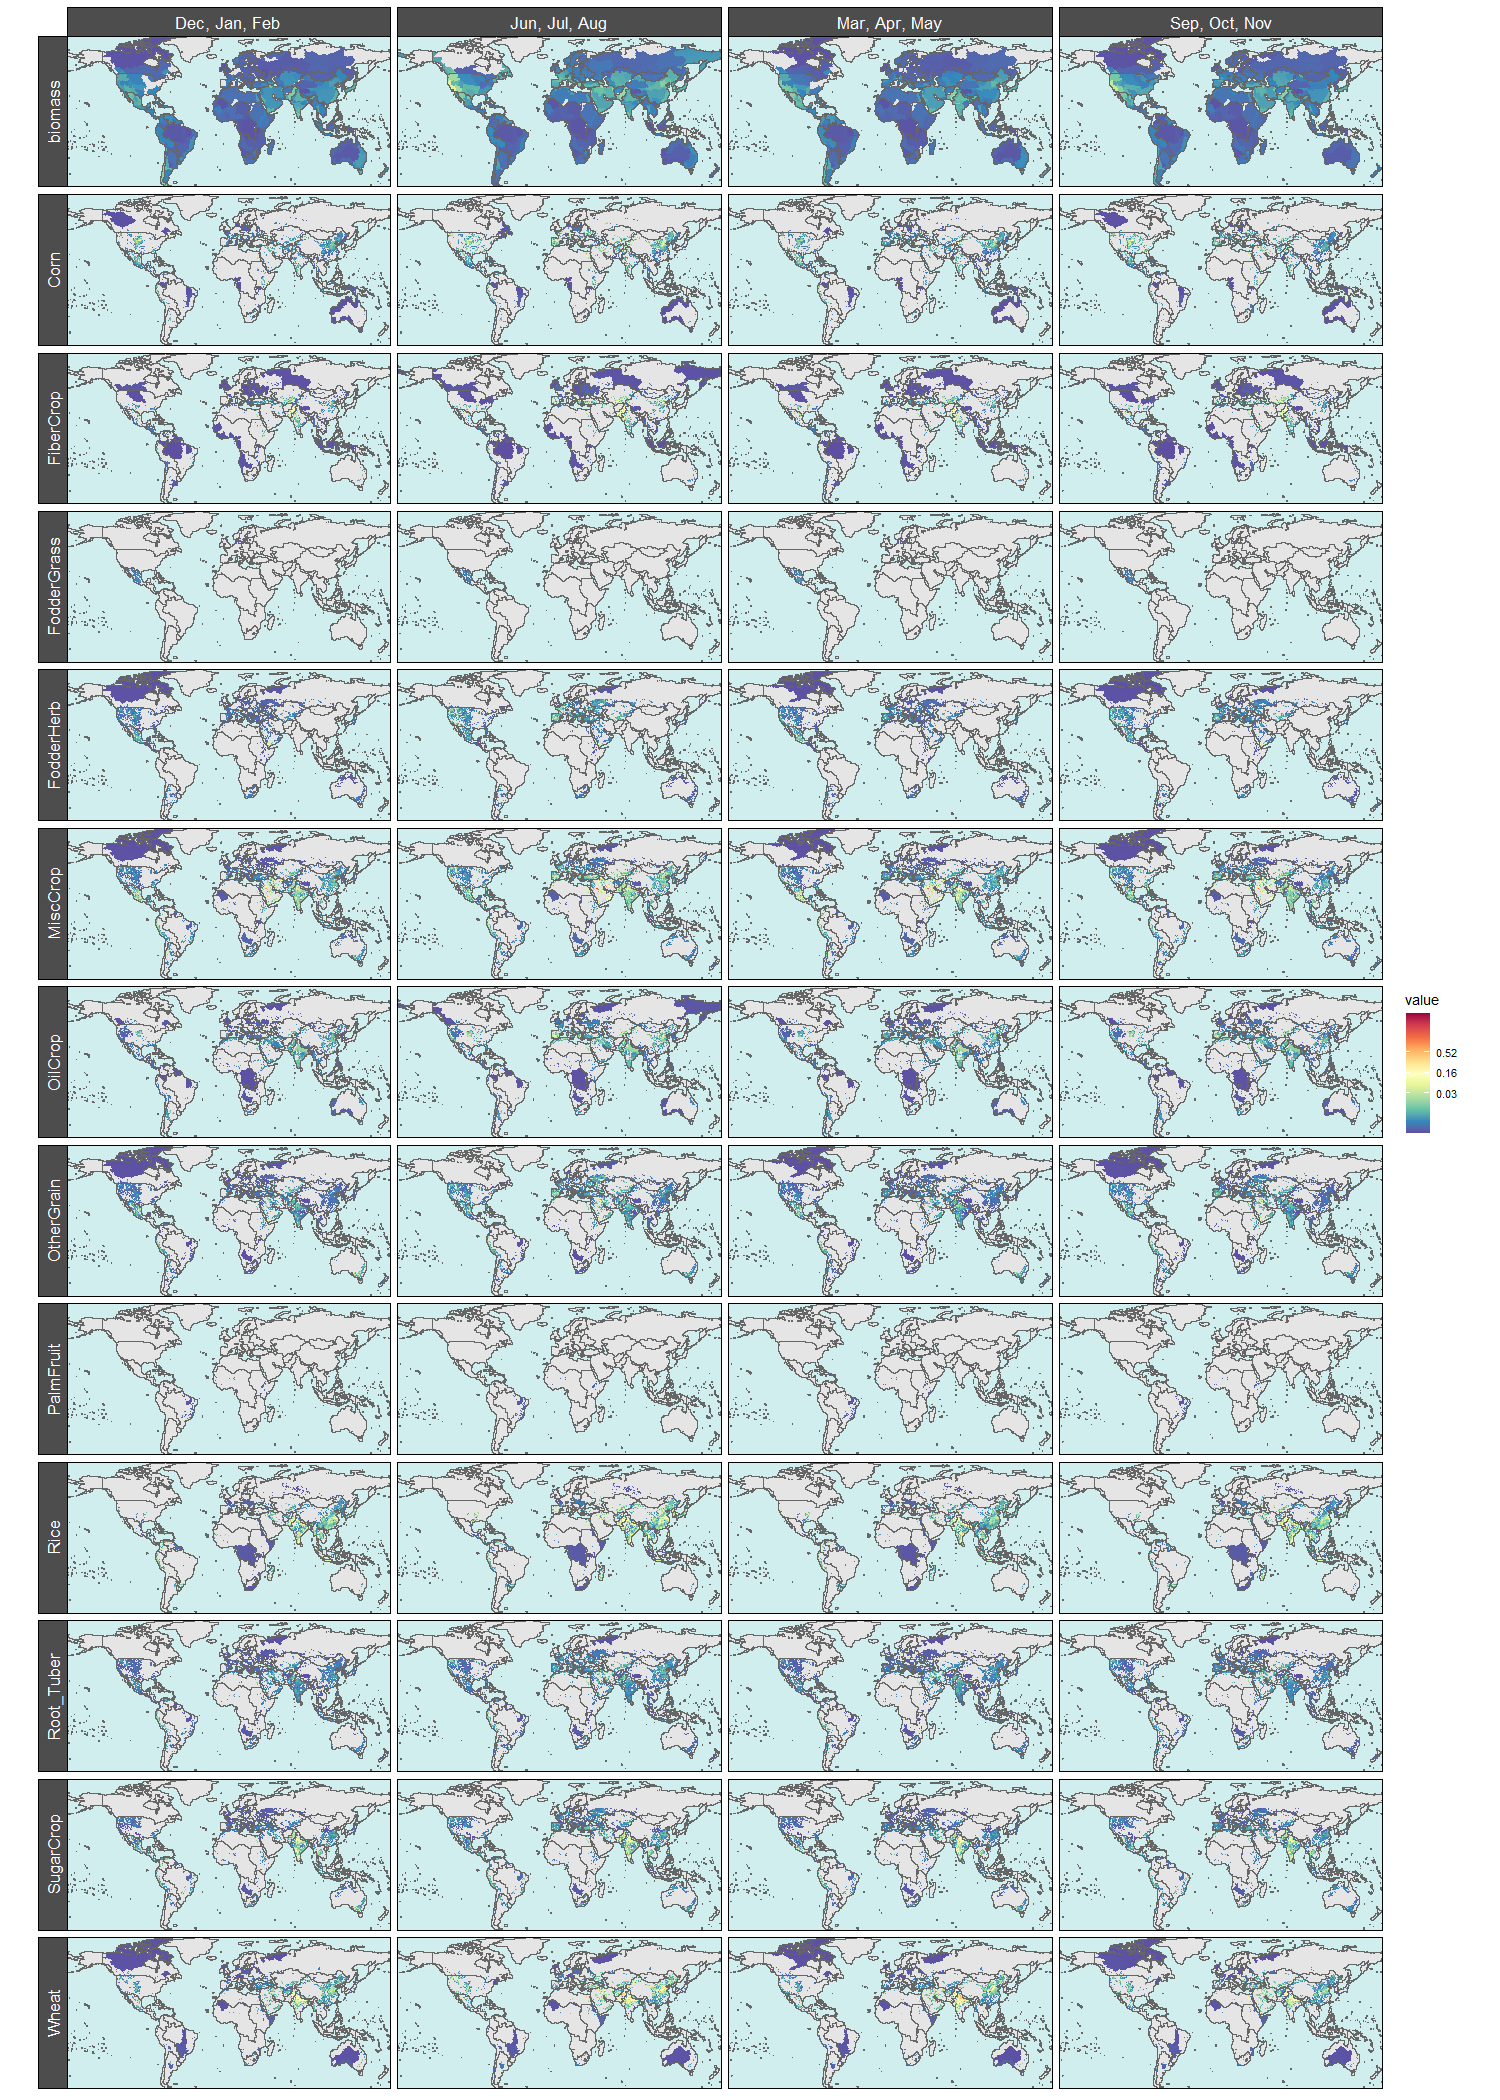 Dec, Jan, Feb
Jun, Jul, Aug
Mar, Apr, May
Sep, Oct, Nov
biomass
Corn
FiberCrop
FodderGrass
FodderHerb
MiscCrop
OilCrop
OtherGrain
PalmFruit
Rice
Root_Tuber
SugarCrop
Wheat
value
0.52
0.16
0.03